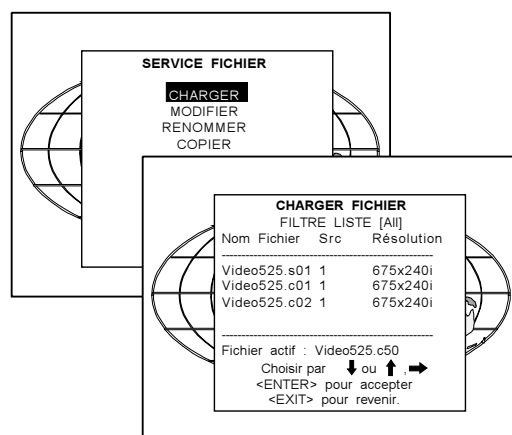 SERVICE FICHIER
CHARGER
MODIFIER
RENOMMER
COPIER
CHARGER FICHIER
FILTRE LISTE [All]
Nom Fichier Src Résolution
Video525.s01 1 675x240i
Video525.c01 1 675x240i
Video525.c02 1 675x240i
Fichier actif : Video525.c50
Choisir par ⬇ ou ⬆ , ➡
<ENTER> pour accepter
<EXIT> pour revenir.